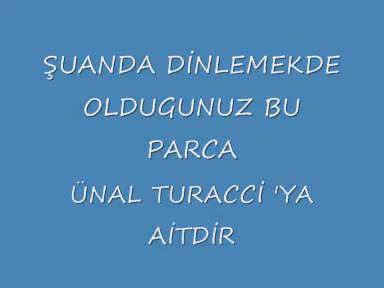 ŞUANDA DİNLEMEKDE
OLDUGUNUZ BU
PARCA
ÜNAL TURACCİ 'YA
AİTDİR